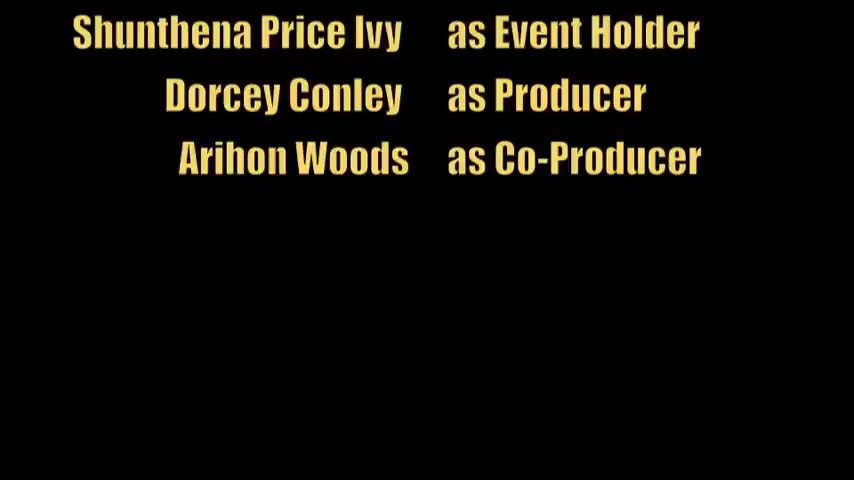 Shunthena Price Ivy as Event Holder
Dorcey Conley as Producer
Arihon Woods as Co-Producer